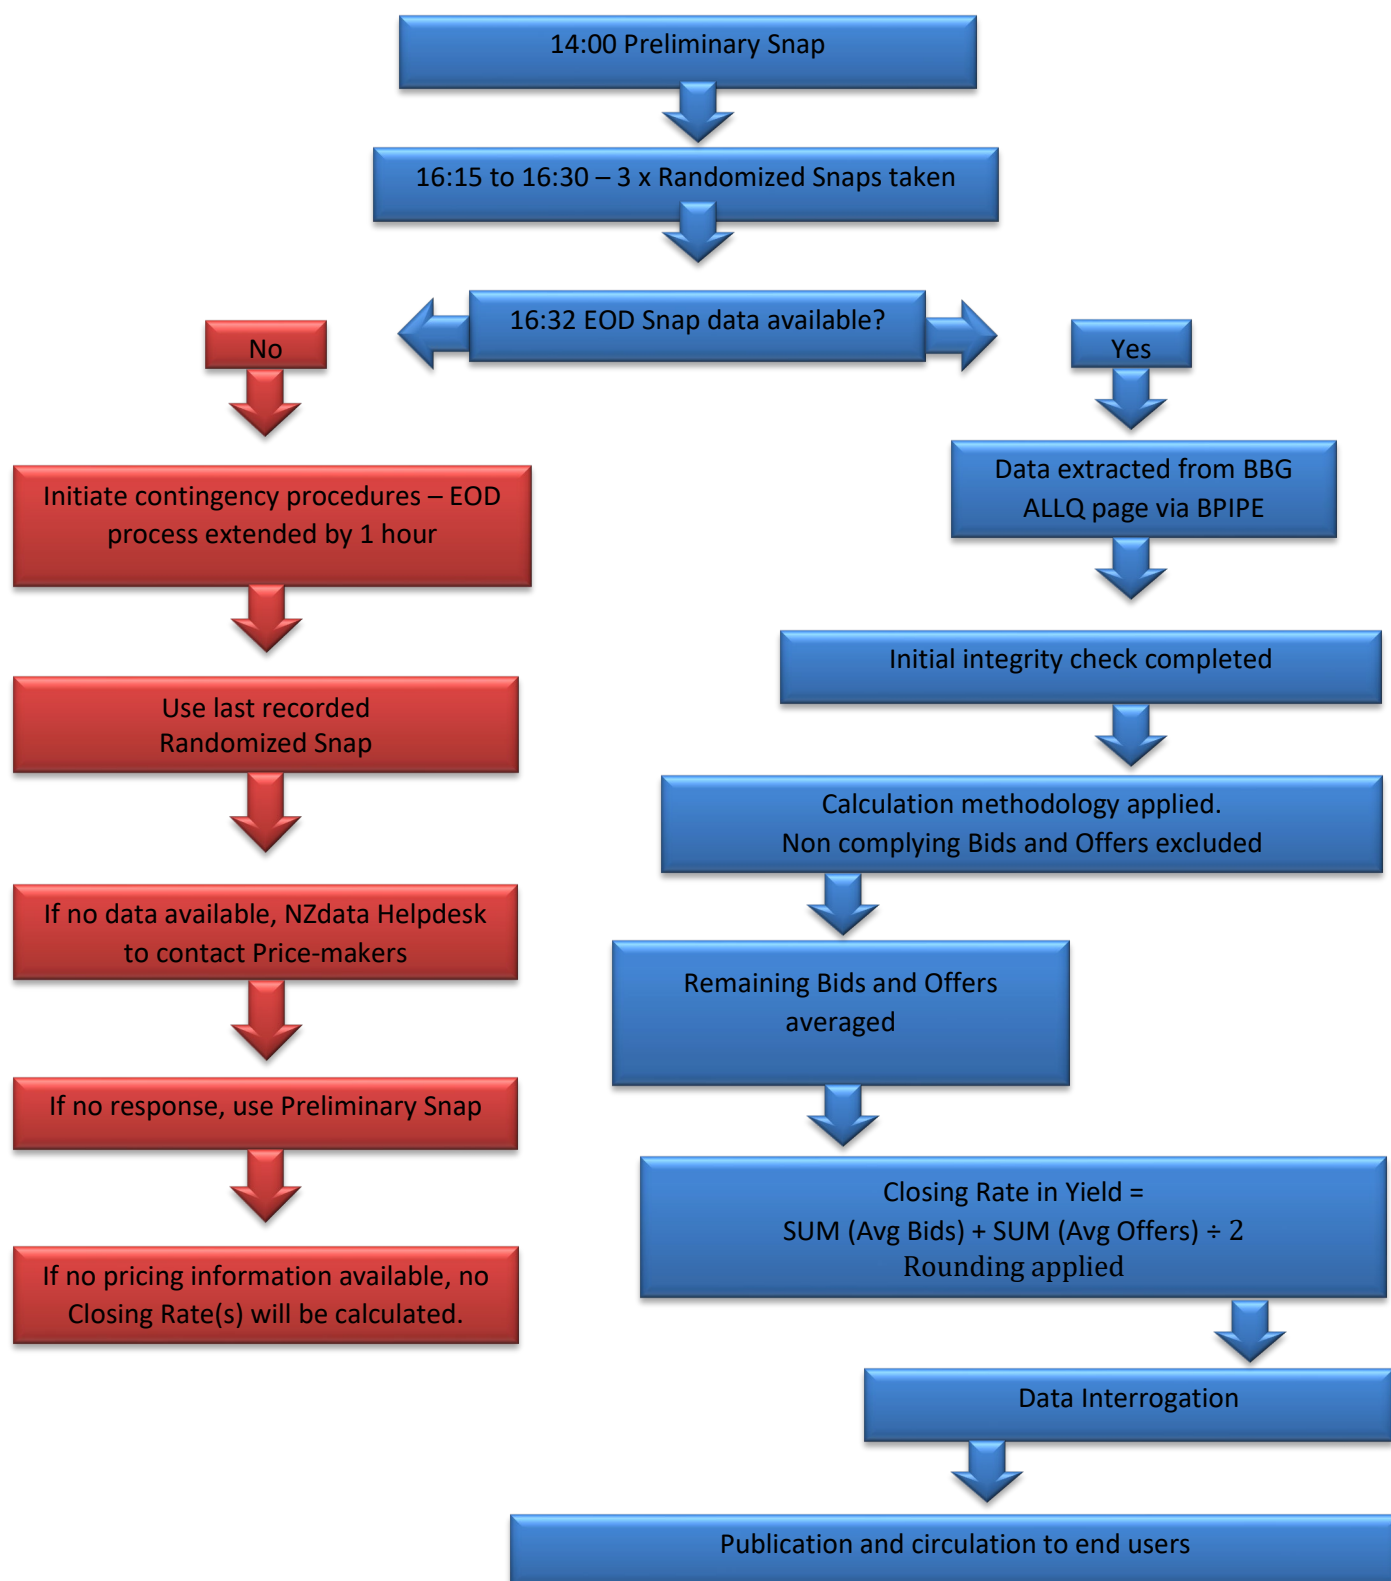 14:00 Preliminary Snap
16:15 to 16:30 – 3 x Randomized Snaps taken
16:32 EOD Snap data available?
No
Initiate contingency procedures – EOD
process extended by 1 hour
Use last recorded
Randomized Snap
If no data available, NZdata Helpdesk
to contact Price-makers
If no response, use Preliminary Snap
If no pricing information available, no
Closing Rate(s) will be calculated.
Yes
Data extracted from BBG
ALLQ page via BPIPE
Initial integrity check completed
Calculation methodology applied.
Non complying Bids and Offers excluded
Remaining Bids and Offers
averaged
Closing Rate in Yield =
SUM (Avg Bids) + SUM (Avg Offers) ÷ 2
Rounding applied
Data Interrogation
Publication and circulation to end users